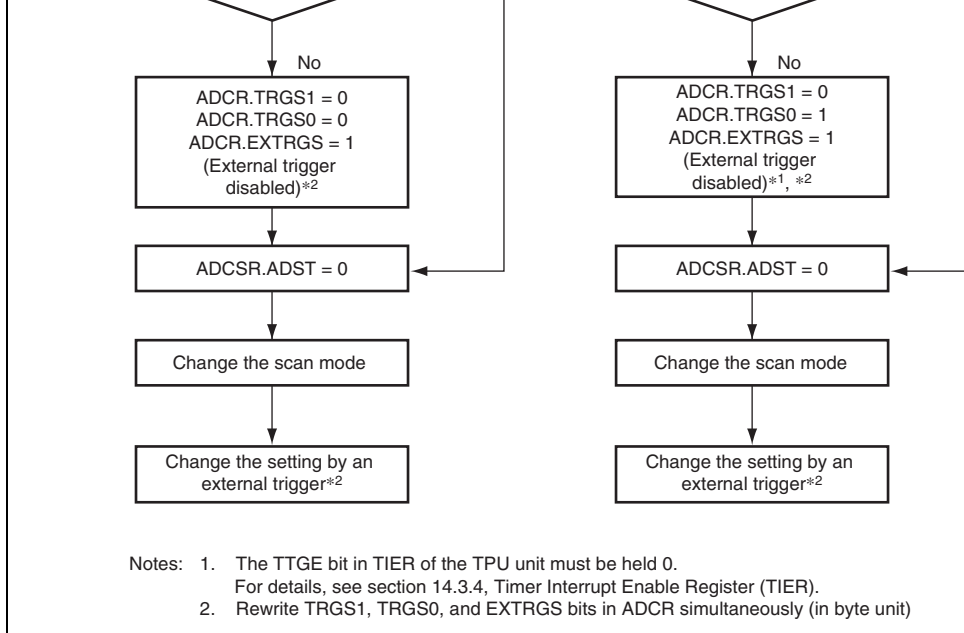 No
ADCR.TRGS1 = 0
ADCR.TRGS0 = 0
ADCR.EXTRGS = 1
(External trigger
disabled)*2
ADCSR.ADST = 0
Change the scan mode
Change the setting by an
external trigger*2
No
ADCR.TRGS1 = 0
ADCR.TRGS0 = 1
ADCR.EXTRGS = 1
(External trigger
disabled)*1, *2
ADCSR.ADST = 0
Change the scan mode
Change the setting by an
external trigger*2
Notes: 1. The TTGE bit in TIER of the TPU unit must be held 0.
For details, see section 14.3.4, Timer Interrupt Enable Register (TIER).
2. Rewrite TRGS1, TRGS0, and EXTRGS bits in ADCR simultaneously (in byte unit)